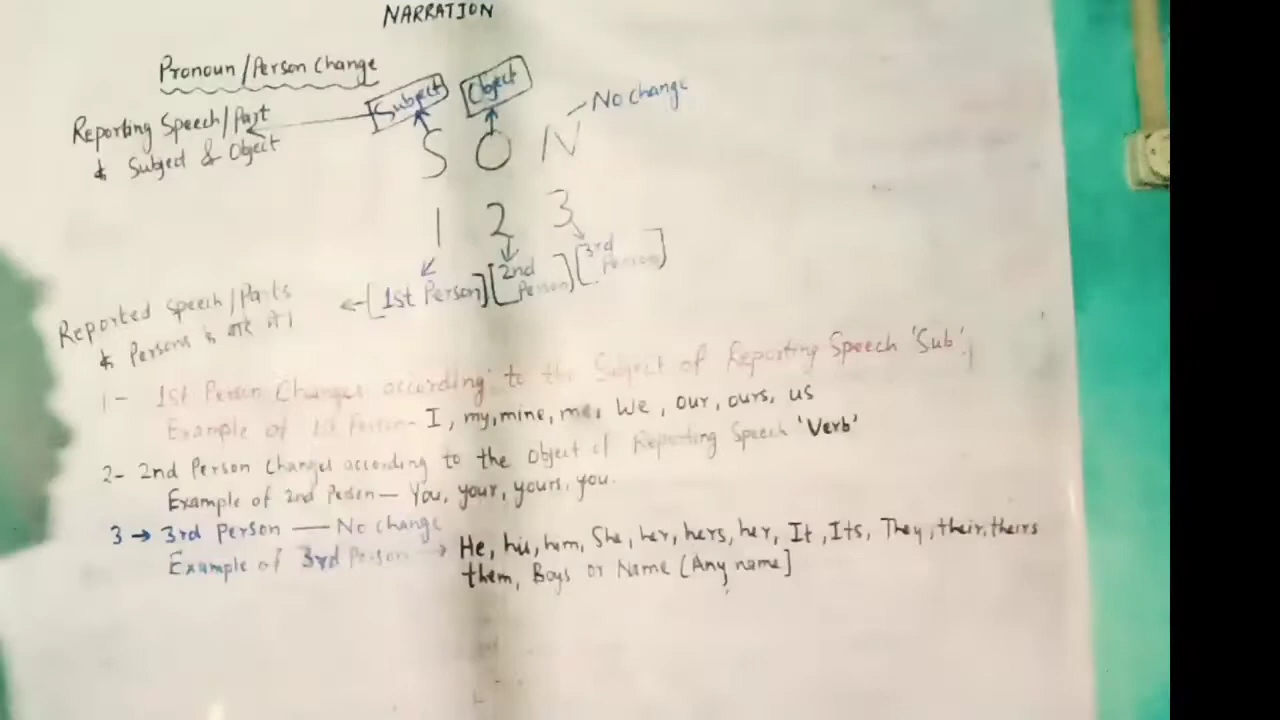 NARRATION
Pronoun/Person Change
Subject
Object
No change
Reporting Speech/Part
Subject & Object
S O N
1 2 3
1st Person
2nd Person
3rd Person
Reported Speech/Parts
Persons
1- 1st Person Changes according to the Subject of Reporting Speech 'Sub'.
Example of 1st Person- I, my, mine, me, We, our, ours, us
2- 2nd Person Changes according to the Object of Reporting Speech 'Verb'
Example of 2nd Person— You, your, yours, you.
3 → 3rd Person — No change
Example of 3rd Person → He, his, him, She, her, hers, her, It, Its, They, their, theirs
them, Boys or Name [Any name]